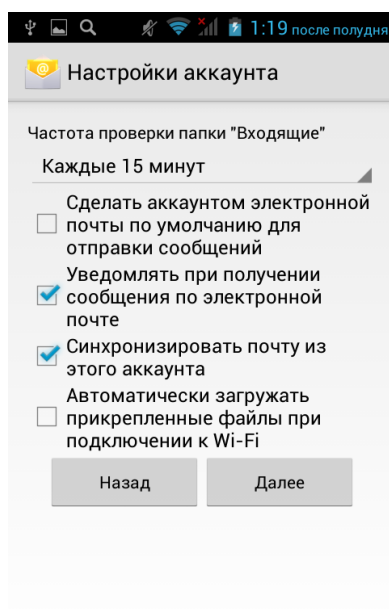 1:19 после полудня
Настройки аккаунта
Частота проверки папки "Входящие"
Каждые 15 минут
Сделать аккаунтом электронной
почты по умолчанию для
отправки сообщений
Уведомлять при получении
сообщения по электронной
почте
Синхронизировать почту из
этого аккаунта
Автоматически загружать
прикрепленные файлы при
подключении к Wi-Fi
Назад Далее